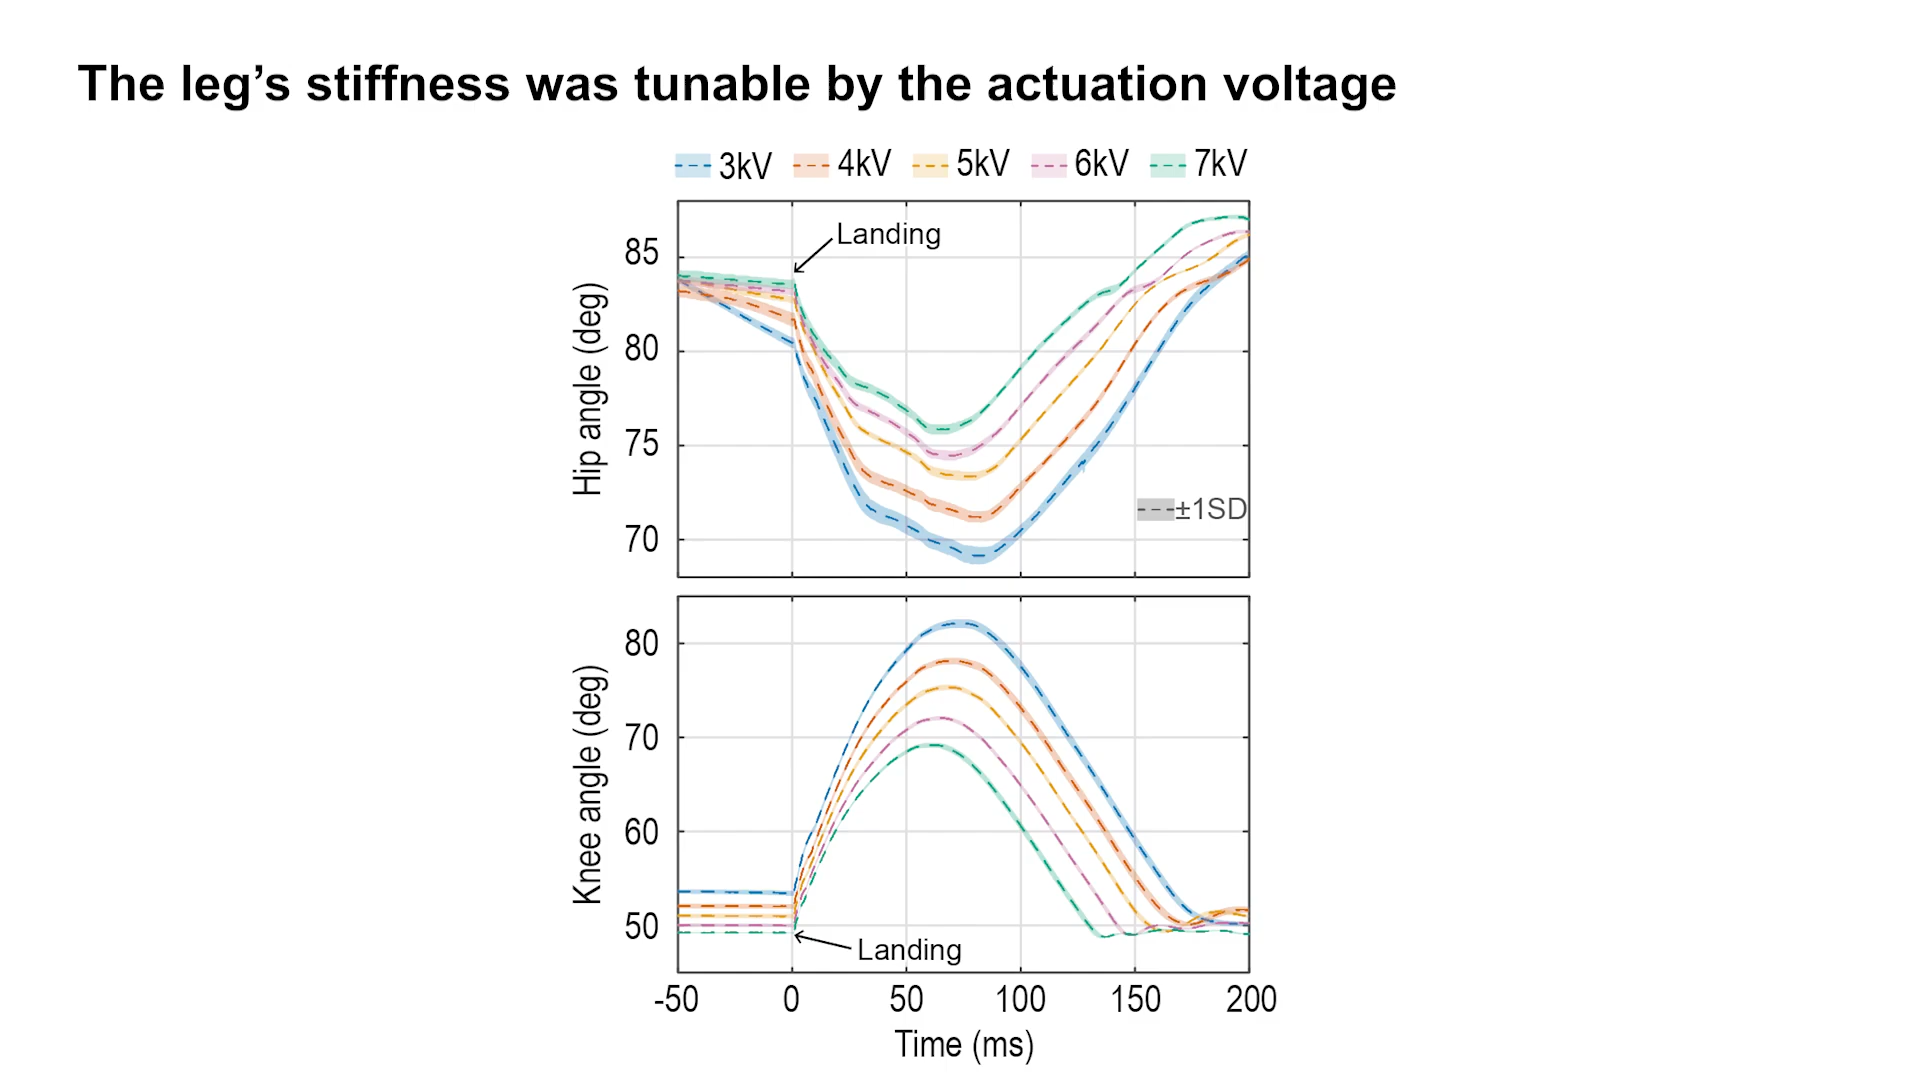 The leg’s stiffness was tunable by the actuation voltage
3kV 4kV 5kV 6kV 7kV
Landing
85
80
75
70
Hip angle (deg)
±1SD
80
70
60
50
Knee angle (deg)
Landing
-50 0 50 100 150 200
Time (ms)